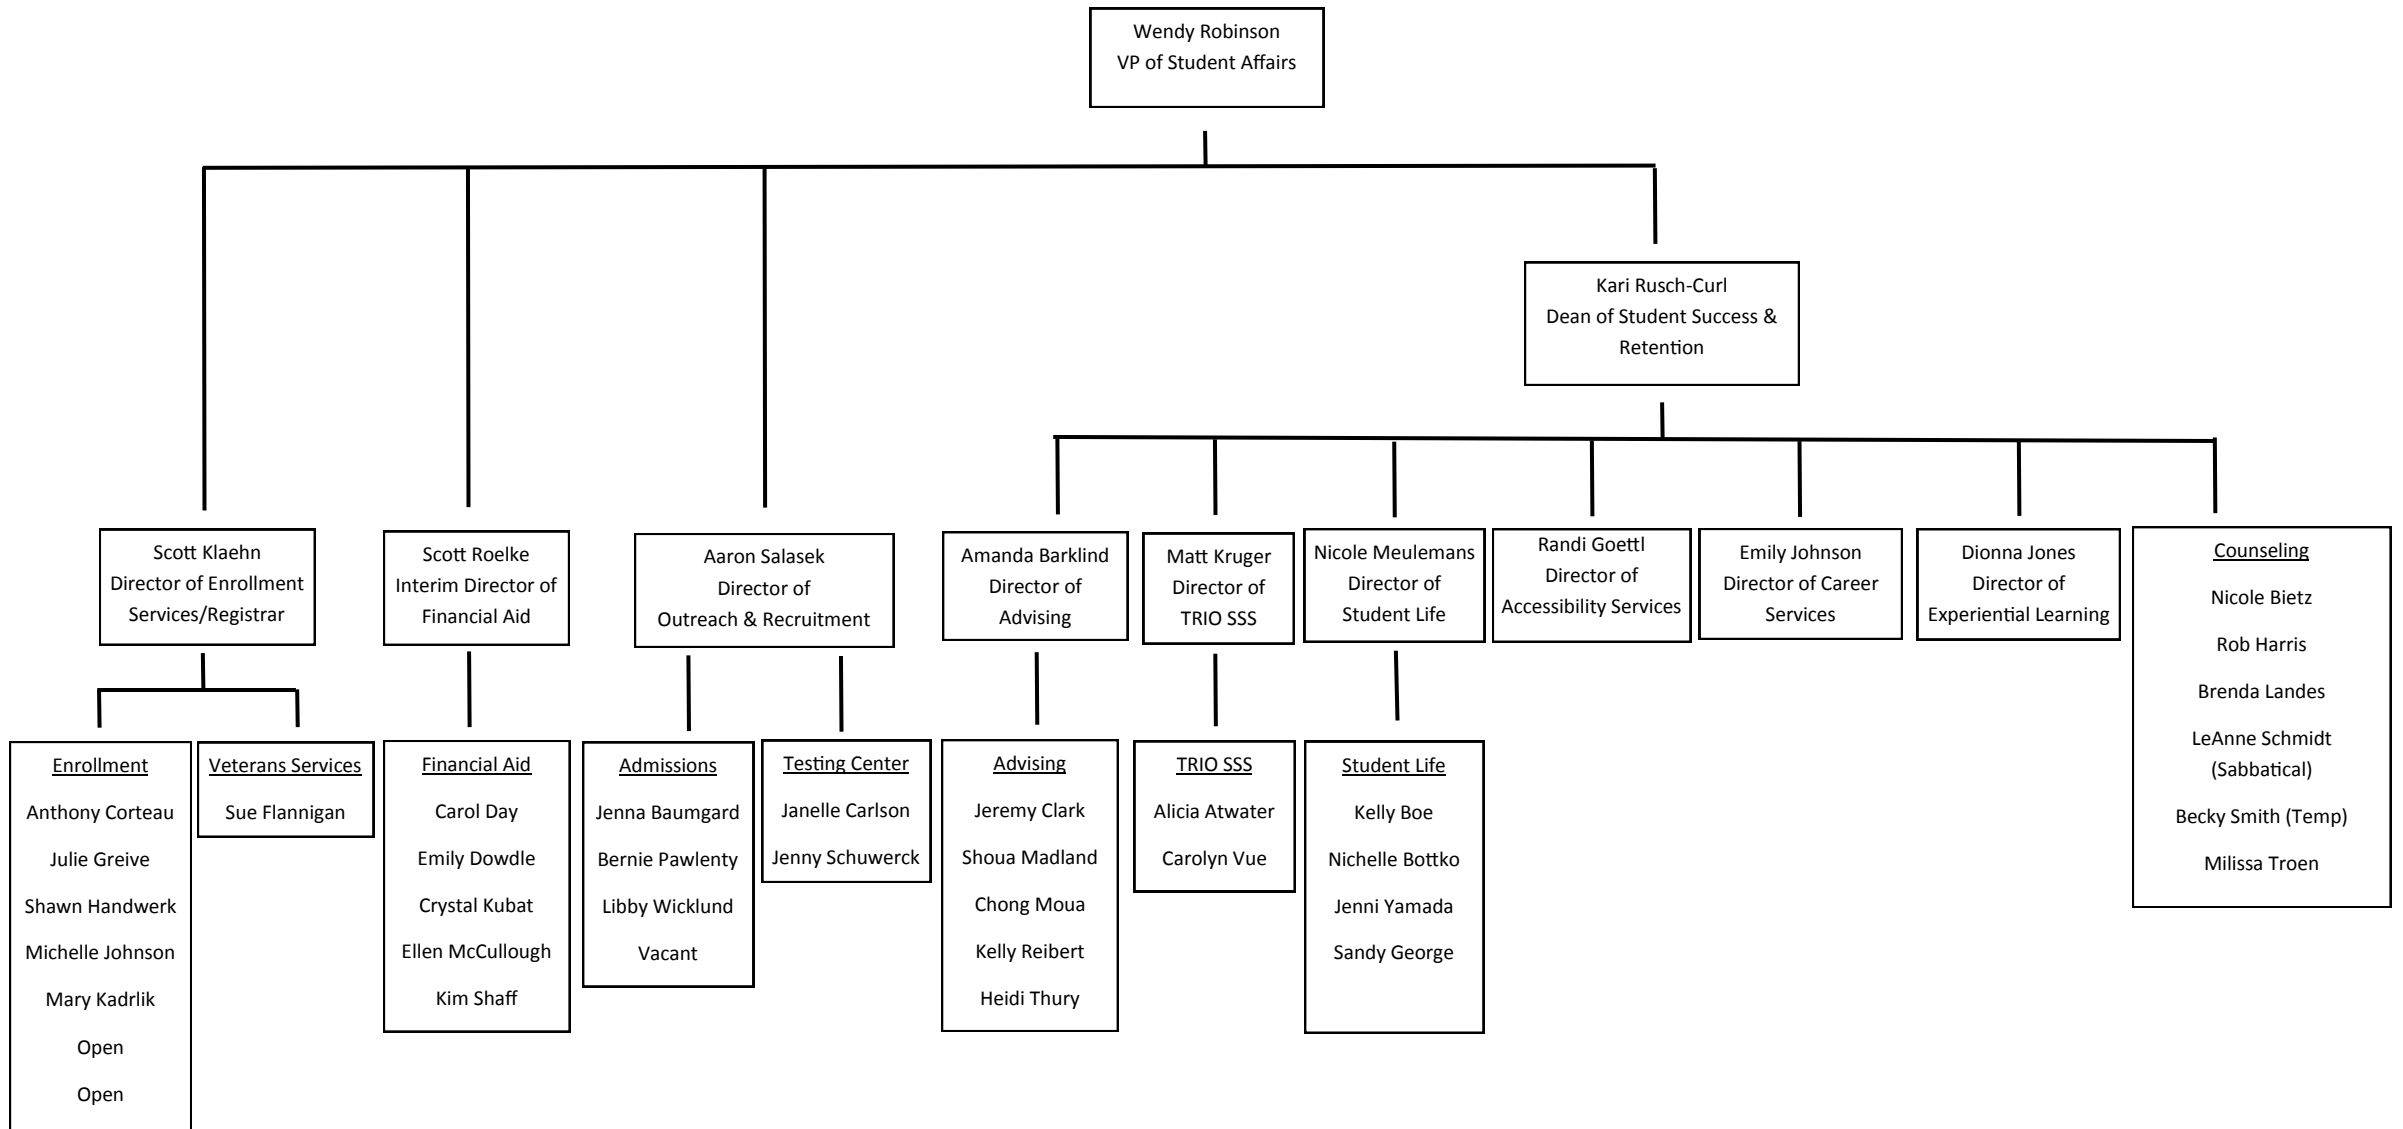 Wendy Robinson
VP of Student Affairs
Kari Rusch-Curl
Dean of Student Success &
Retention
Scott Klaehn
Director of Enrollment
Services/Registrar
Scott Roelke
Interim Director of
Financial Aid
Aaron Salasek
Director of
Outreach & Recruitment
Amanda Barklind
Director of
Advising
Matt Kruger
Director of
TRIO SSS
Nicole Meulemans
Director of
Student Life
Randi Goettl
Director of
Accessibility Services
Emily Johnson
Director of Career
Services
Dionna Jones
Director of
Experiential Learning
Counseling
Nicole Bietz
Rob Harris
Brenda Landes
LeAnne Schmidt
(Sabbatical)
Becky Smith (Temp)
Milissa Troen
Enrollment
Anthony Corteau
Julie Greive
Shawn Handwerk
Michelle Johnson
Mary Kadrlik
Open
Open
Veterans Services
Sue Flannigan
Financial Aid
Carol Day
Emily Dowdle
Crystal Kubat
Ellen McCullough
Kim Shaff
Admissions
Jenna Baumgard
Bernie Pawlenty
Libby Wicklund
Vacant
Testing Center
Janelle Carlson
Jenny Schuwerck
Advising
Jeremy Clark
Shoua Madland
Chong Moua
Kelly Reibert
Heidi Thury
TRIO SSS
Alicia Atwater
Carolyn Vue
Student Life
Kelly Boe
Nichelle Bottko
Jenni Yamada
Sandy George